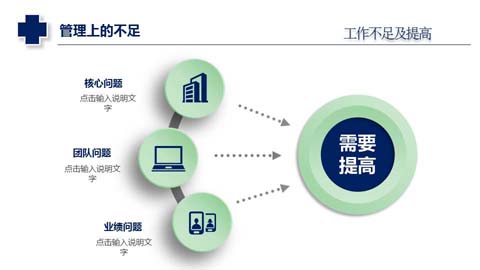 管理上的不足
工作不足及提高
核心问题
点击输入说明文
字
团队问题
点击输入说明文
字
业绩问题
点击输入说明文
字
需要
提高